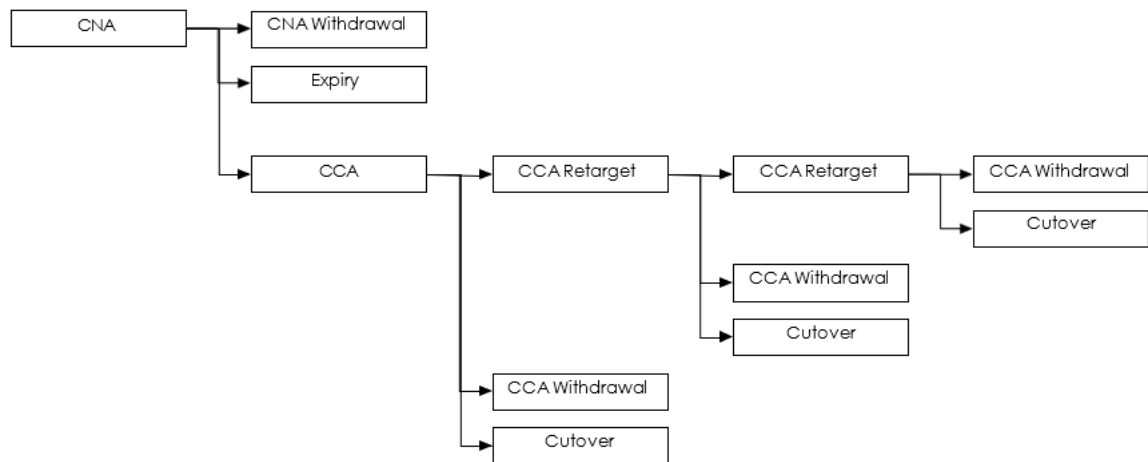 CNA
CNA Withdrawal
Expiry
CCA
CCA Retarget
CCA Retarget
CCA Withdrawal
Cutover
CCA Withdrawal
Cutover
CCA Withdrawal
Cutover